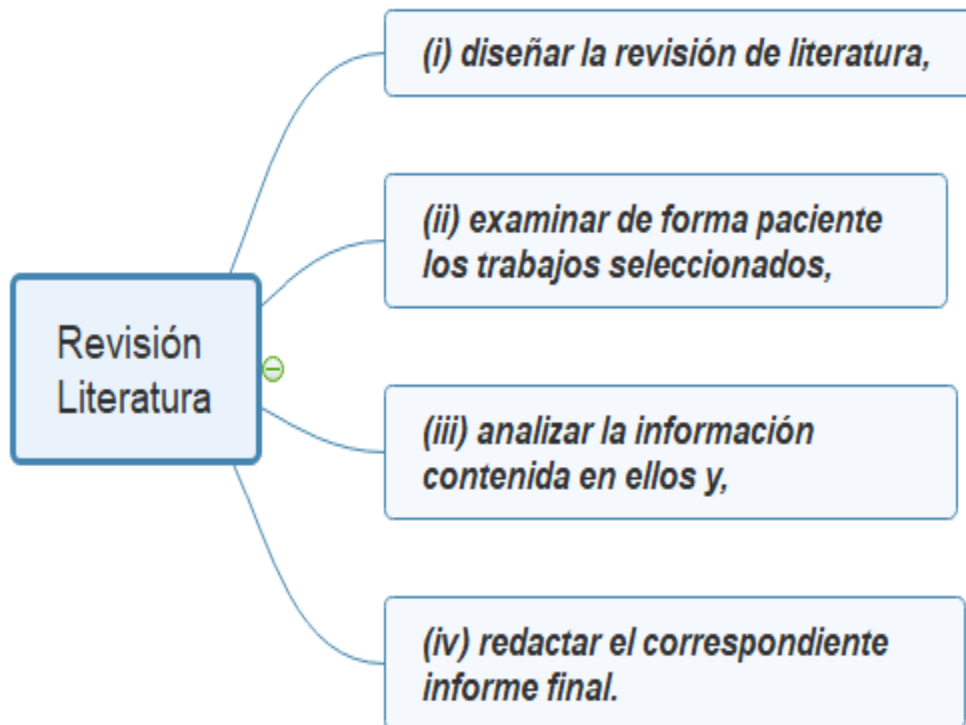 (i) diseñar la revisión de literatura,
(ii) examinar de forma paciente
los trabajos seleccionados,
Revisión
Literatura
(iii) analizar la información
contenida en ellos y,
(iv) redactar el correspondiente
informe final.